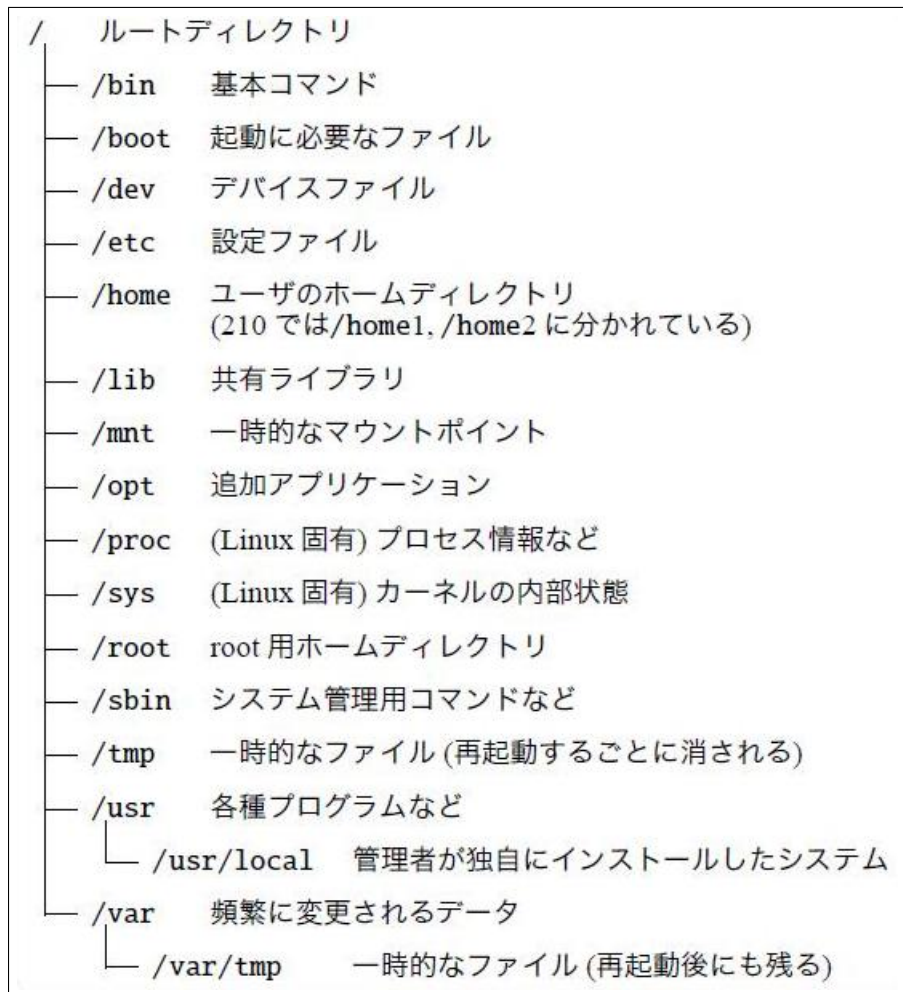 / ルートディレクトリ
/bin 基本コマンド
/boot 起動に必要なファイル
/dev デバイスファイル
/etc 設定ファイル
/home ユーザのホームディレクトリ
(210 では/home1, /home2 に分かれている)
/lib 共有ライブラリ
/mnt 一時的なマウントポイント
/opt 追加アプリケーション
/proc (Linux 固有) プロセス情報など
/sys (Linux 固有) カーネルの内部状態
/root root 用ホームディレクトリ
/sbin システム管理用コマンドなど
/tmp 一時的なファイル (再起動するごとに消される)
/usr 各種プログラムなど
/usr/local 管理者が独自にインストールしたシステム
/var 頻繁に変更されるデータ
/var/tmp 一時的なファイル (再起動後にも残る)